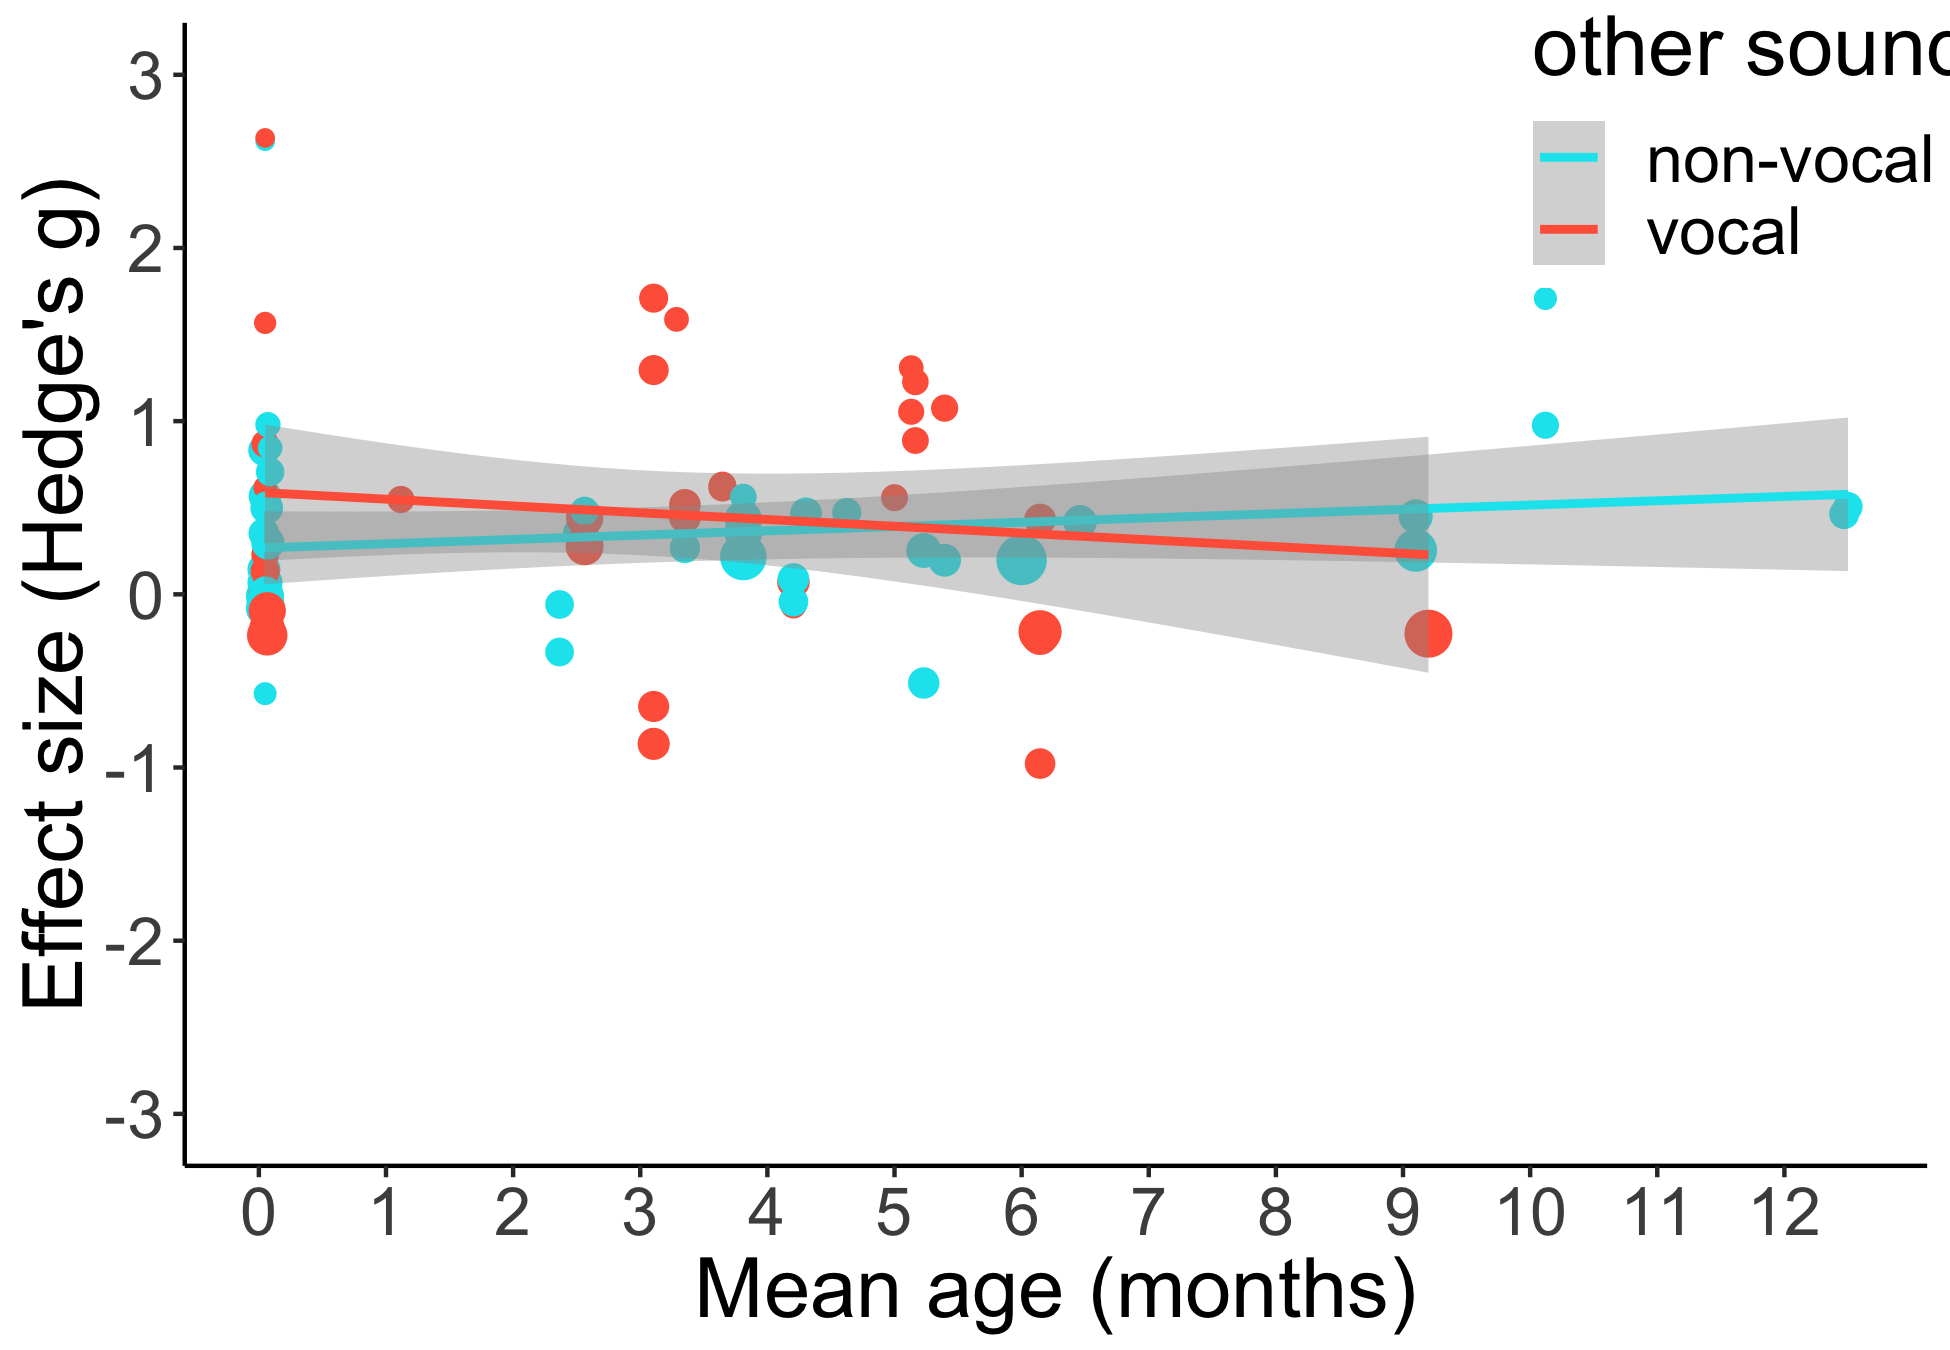 other sound
non-vocal
vocal
Effect size (Hedge's g)
3
2
1
0
-1
-2
-3
0 1 2 3 4 5 6 7 8 9 10 11 12
Mean age (months)